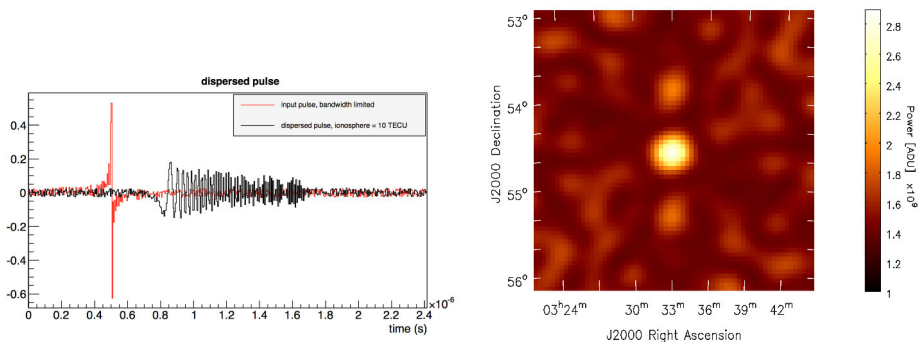 dispersed pulse
input pulse, bandwidth limited
dispersed pulse, ionosphere = 10 TECU
0.4
0.2
0
-0.2
-0.4
-0.6
0 0.2 0.4 0.6 0.8 1 1.2 1.4 1.6 1.8 2 2.2 2.4
×10⁻⁶
time (s)
53°
54°
55°
56°
J2000 Declination
03ʰ24ᵐ 30ᵐ 33ᵐ 36ᵐ 39ᵐ 42ᵐ
J2000 Right Ascension
2.8
2.6
2.4
2.2
2
1.8
1.6
1.4
1.2
1
Power [ADU] ×10⁹